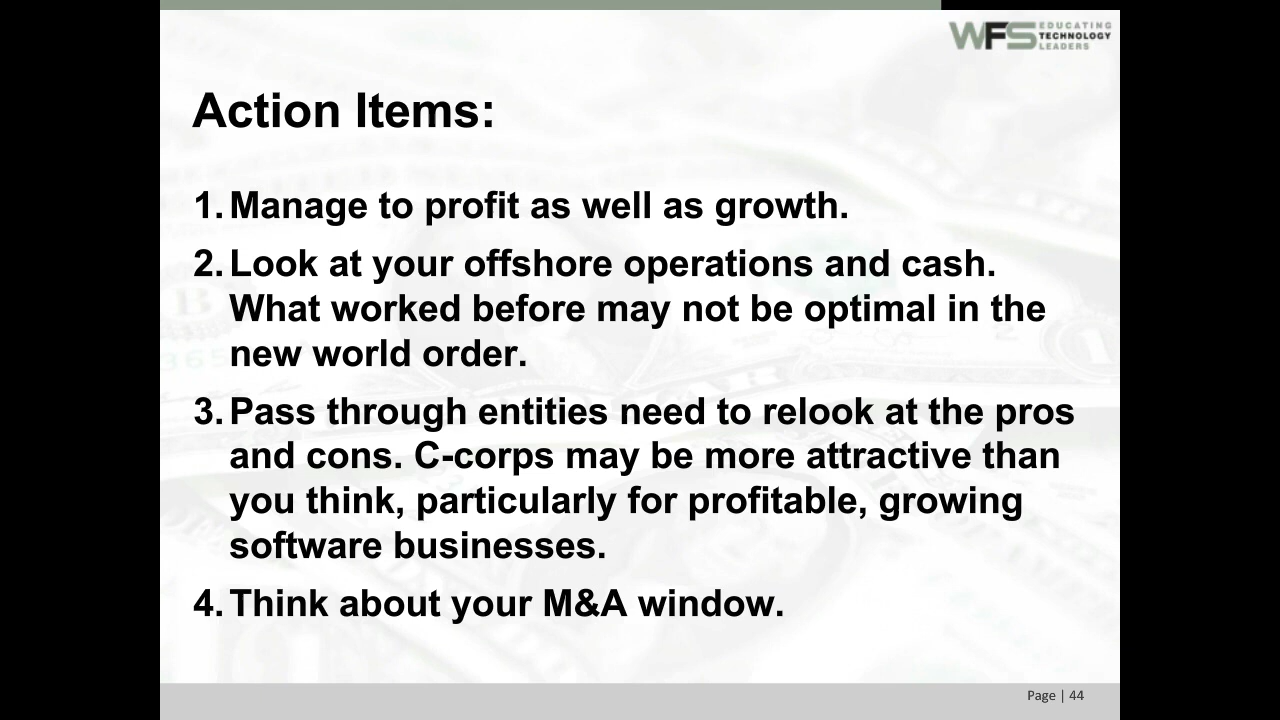 WFS EDUCATING
TECHNOLOGY
LEADERS
Action Items:
1. Manage to profit as well as growth.
2. Look at your offshore operations and cash.
What worked before may not be optimal in the
new world order.
3. Pass through entities need to relook at the pros
and cons. C-corps may be more attractive than
you think, particularly for profitable, growing
software businesses.
4. Think about your M&A window.
Page | 44